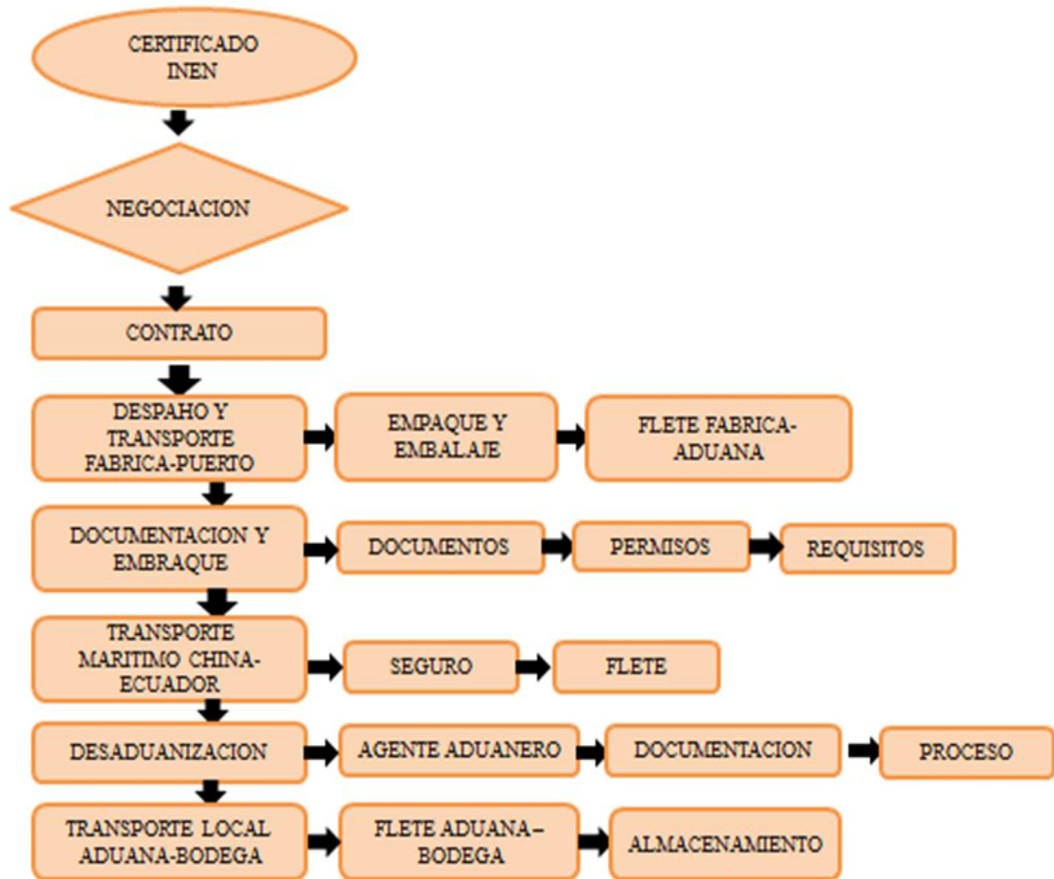 CERTIFICADO
INEN
NEGOCIACION
CONTRATO
DESPAHO Y
TRANSPORTE
FABRICA-PUERTO
EMPAQUE Y
EMBALAJE
FLETE FABRICA-
ADUANA
DOCUMENTACION Y
EMBRAQUE
DOCUMENTOS
PERMISOS
REQUISITOS
TRANSPORTE
MARITIMO CHINA-
ECUADOR
SEGURO
FLETE
DESADUANIZACION
AGENTE ADUANERO
DOCUMENTACION
PROCESO
TRANSPORTE LOCAL
ADUANA-BODEGA
FLETE ADUANA –
BODEGA
ALMACENAMIENTO